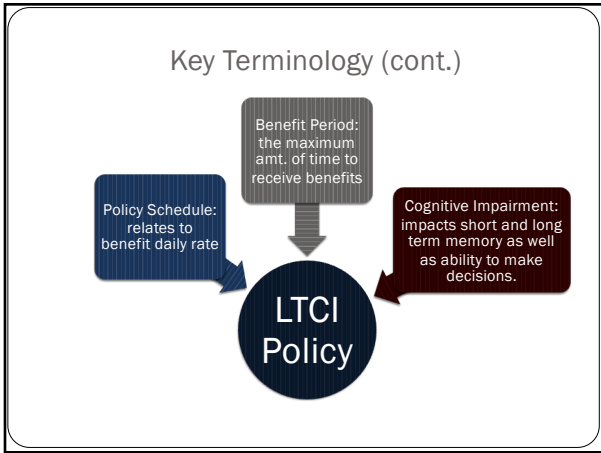 Key Terminology (cont.)
Benefit Period:
the maximum
amt. of time to
receive benefits
Policy Schedule:
relates to
benefit daily rate
Cognitive Impairment:
impacts short and long
term memory as well
as ability to make
decisions.
LTCI
Policy